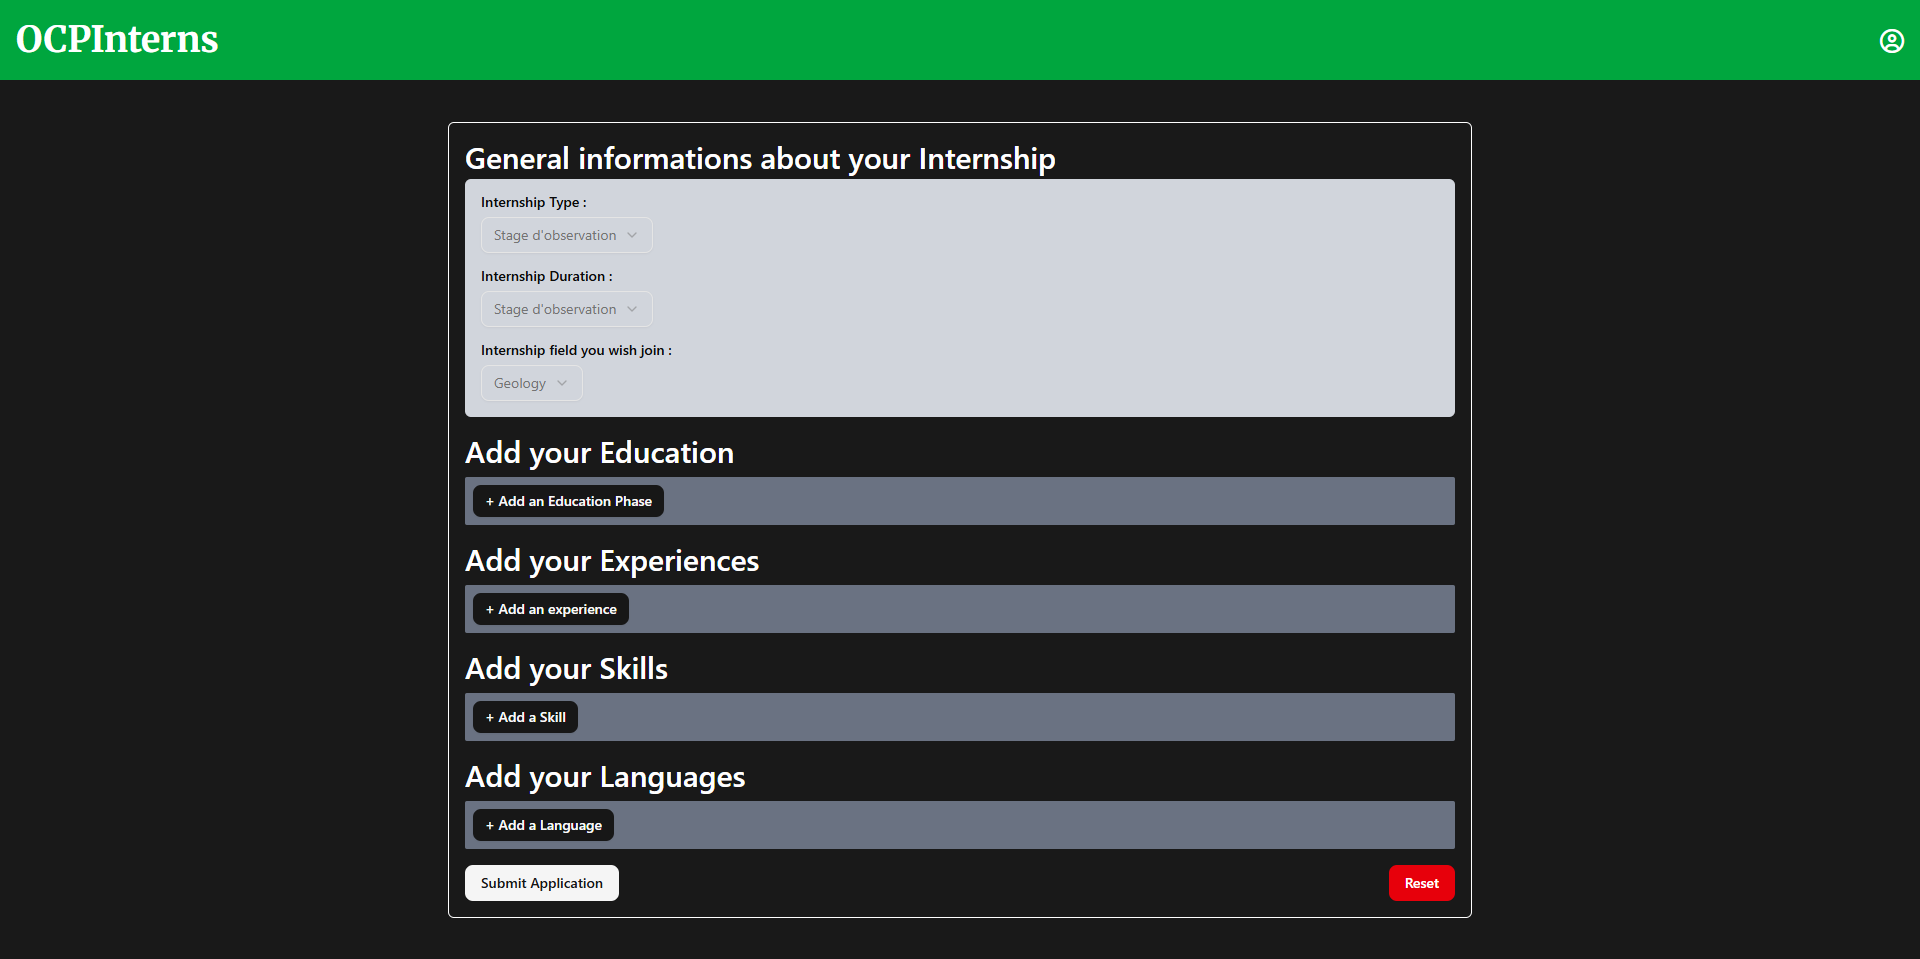 OCPInterns
General informations about your Internship
Internship Type :
Stage d'observation
Internship Duration :
Stage d'observation
Internship field you wish join :
Geology
Add your Education
+ Add an Education Phase
Add your Experiences
+ Add an experience
Add your Skills
+ Add a Skill
Add your Languages
+ Add a Language
Submit Application
Reset